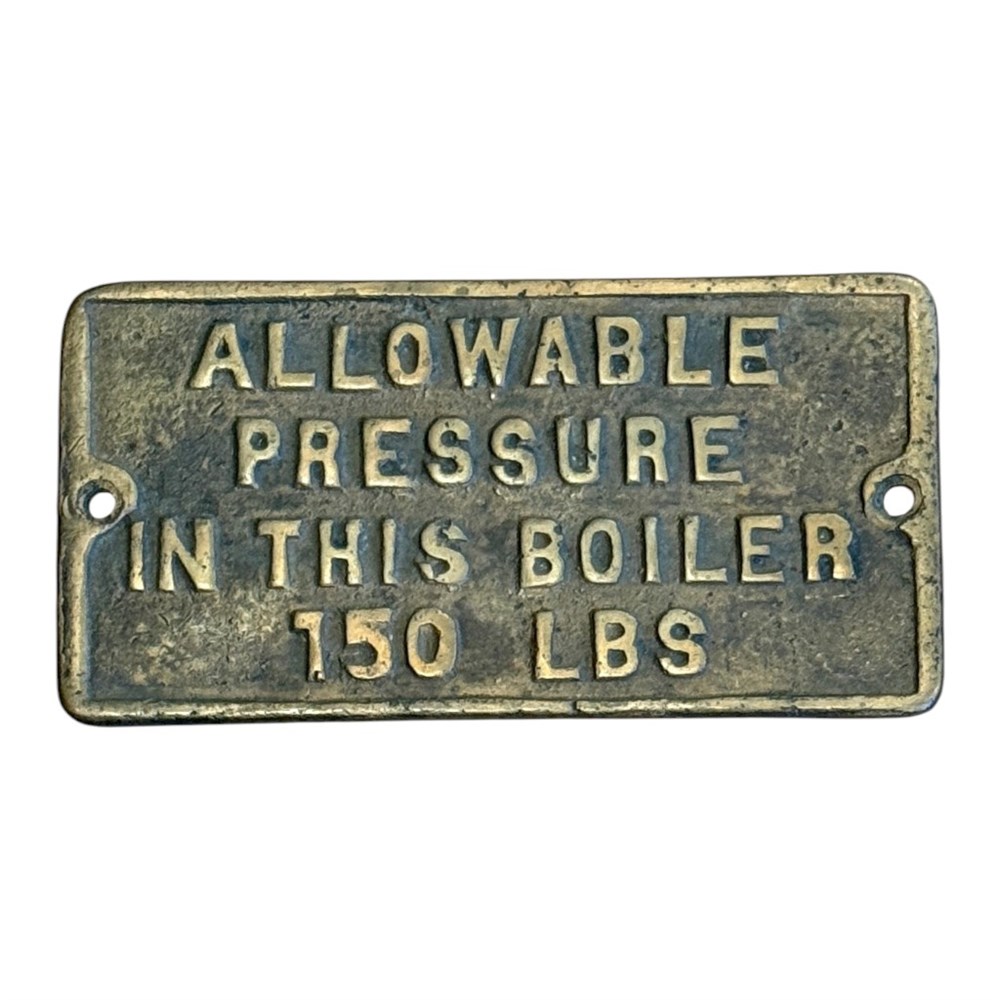 ALLOWABLE
PRESSURE
IN THIS BOILER
150 LBS